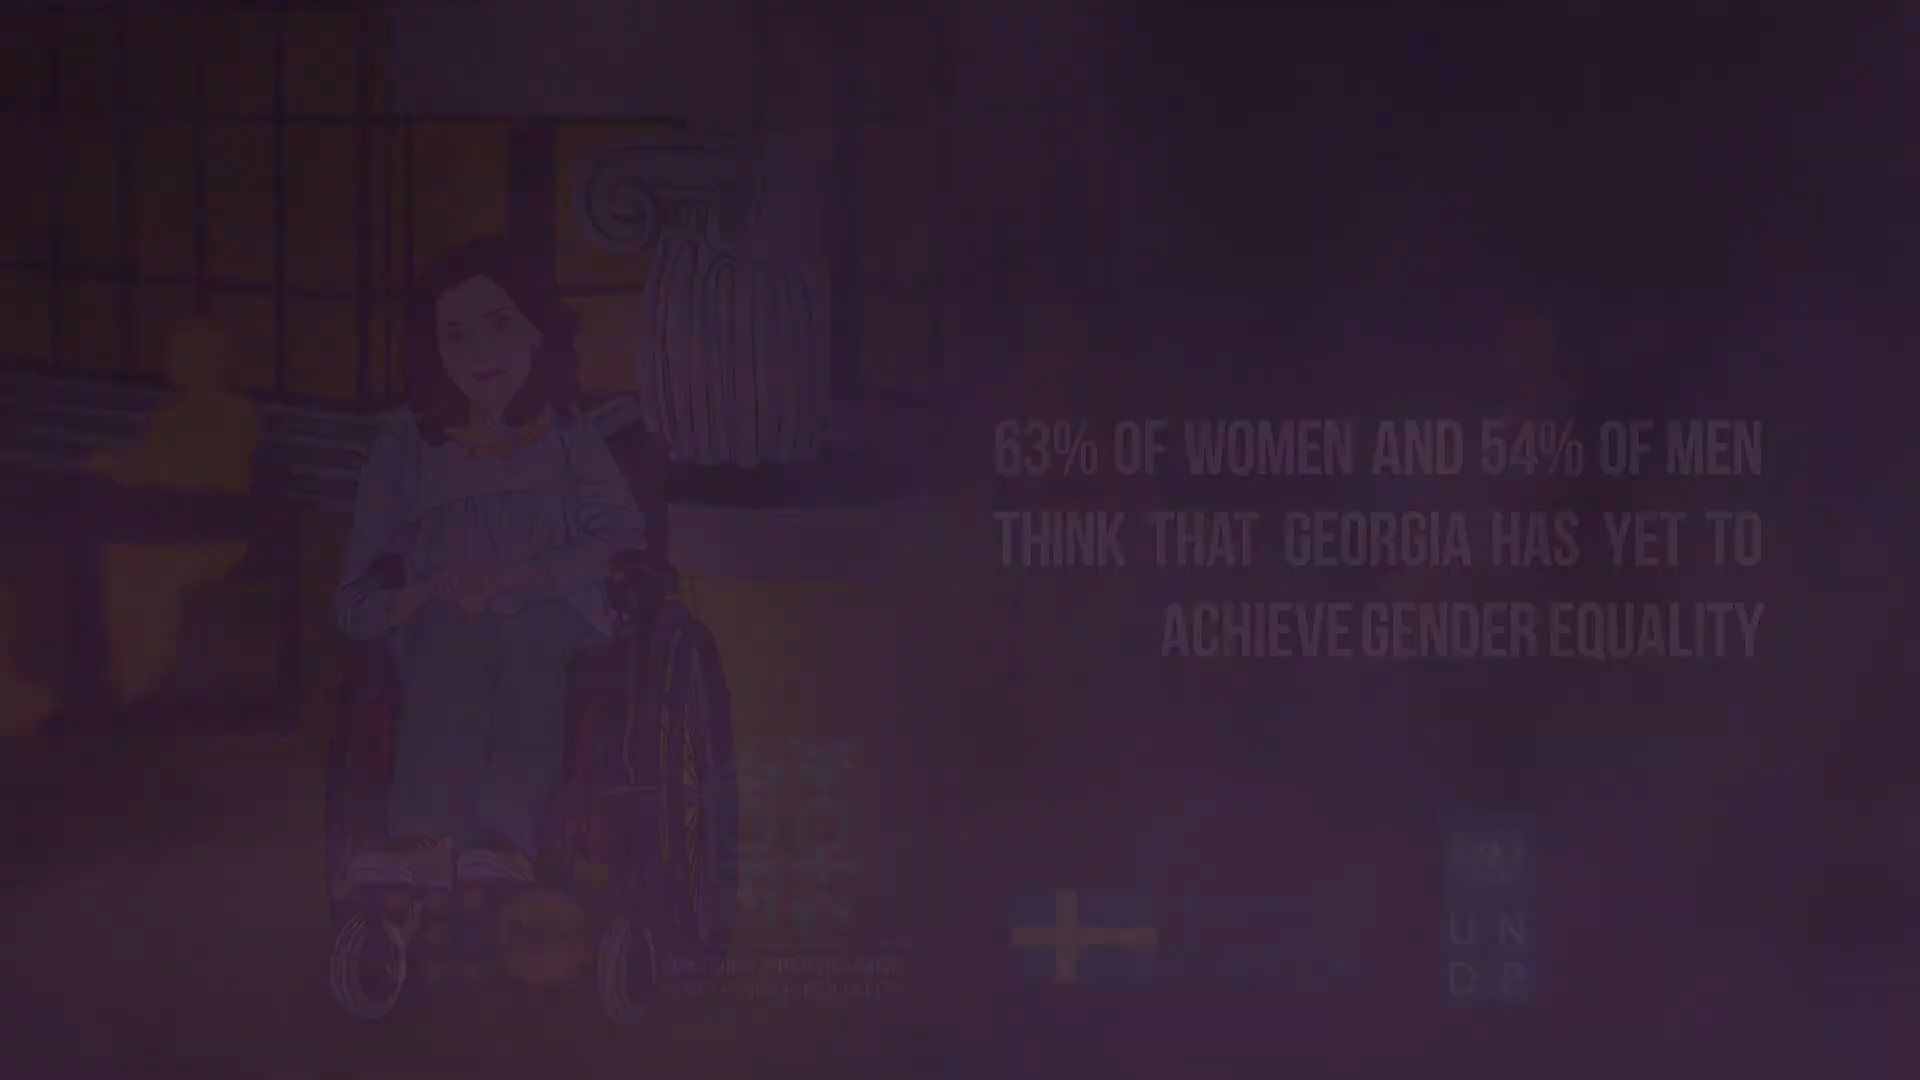 63% OF WOMEN AND 54% OF MEN
THINK THAT GEORGIA HAS YET TO
ACHIEVE GENDER EQUALITY
U N
D P